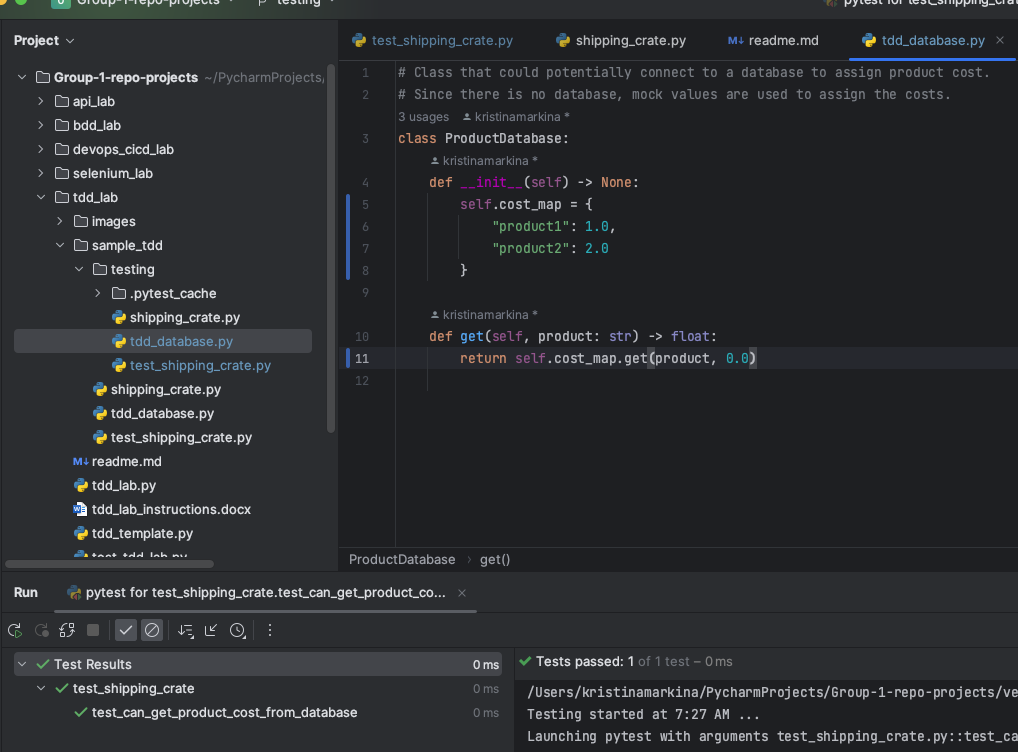 Group-1-repo-projects
testing
pytest for test_shipping_crat
Project
test_shipping_crate.py
shipping_crate.py
M↓ readme.md
tdd_database.py
Group-1-repo-projects ~/PycharmProjects/
api_lab
bdd_lab
devops_cicd_lab
selenium_lab
tdd_lab
images
sample_tdd
testing
.pytest_cache
shipping_crate.py
tdd_database.py
test_shipping_crate.py
shipping_crate.py
tdd_database.py
test_shipping_crate.py
M↓ readme.md
tdd_lab.py
tdd_lab_instructions.docx
tdd_template.py
test_tdd_lab.py
1 # Class that could potentially connect to a database to assign product cost.
2 # Since there is no database, mock values are used to assign the costs.
3 usages kristinamarkina *
3 class ProductDatabase:
kristinamarkina *
4 def __init__(self) -> None:
5 self.cost_map = {
6 "product1": 1.0,
7 "product2": 2.0
8 }
9
kristinamarkina *
10 def get(self, product: str) -> float:
11 return self.cost_map.get(product, 0.0)
12
ProductDatabase › get()
Run
pytest for test_shipping_crate.test_can_get_product_co...
Test Results 0 ms
test_shipping_crate 0 ms
test_can_get_product_cost_from_database 0 ms
Tests passed: 1 of 1 test – 0 ms
/Users/kristinamarkina/PycharmProjects/Group-1-repo-projects/ve
Testing started at 7:27 AM ...
Launching pytest with arguments test_shipping_crate.py::test_ca